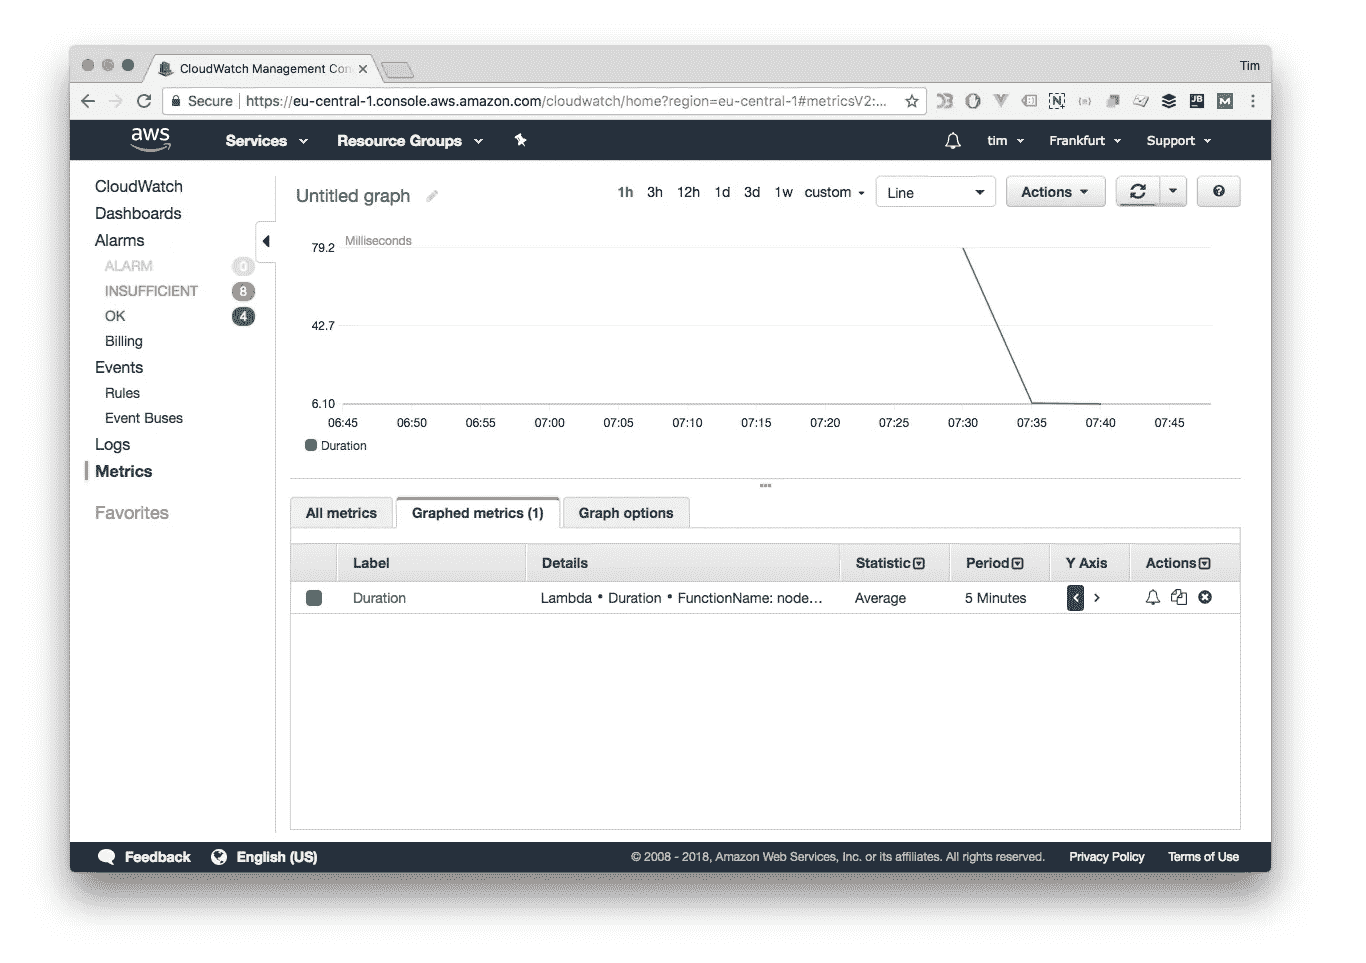 Tim
CloudWatch Management Con
Secure https://eu-central-1.console.aws.amazon.com/cloudwatch/home?region=eu-central-1#metricsV2:...
aws Services Resource Groups tim Frankfurt Support
CloudWatch
Dashboards
Alarms
ALARM 0
INSUFFICIENT 8
OK 4
Billing
Events
Rules
Event Buses
Logs
Metrics
Favorites
Untitled graph 1h 3h 12h 1d 3d 1w custom Line Actions ?
Milliseconds
79.2
42.7
6.10
06:45 06:50 06:55 07:00 07:05 07:10 07:15 07:20 07:25 07:30 07:35 07:40 07:45
Duration
All metrics Graphed metrics (1) Graph options
Label Details Statistic Period Y Axis Actions
Duration Lambda • Duration • FunctionName: node... Average 5 Minutes < >
Feedback English (US) © 2008 - 2018, Amazon Web Services, Inc. or its affiliates. All rights reserved. Privacy Policy Terms of Use